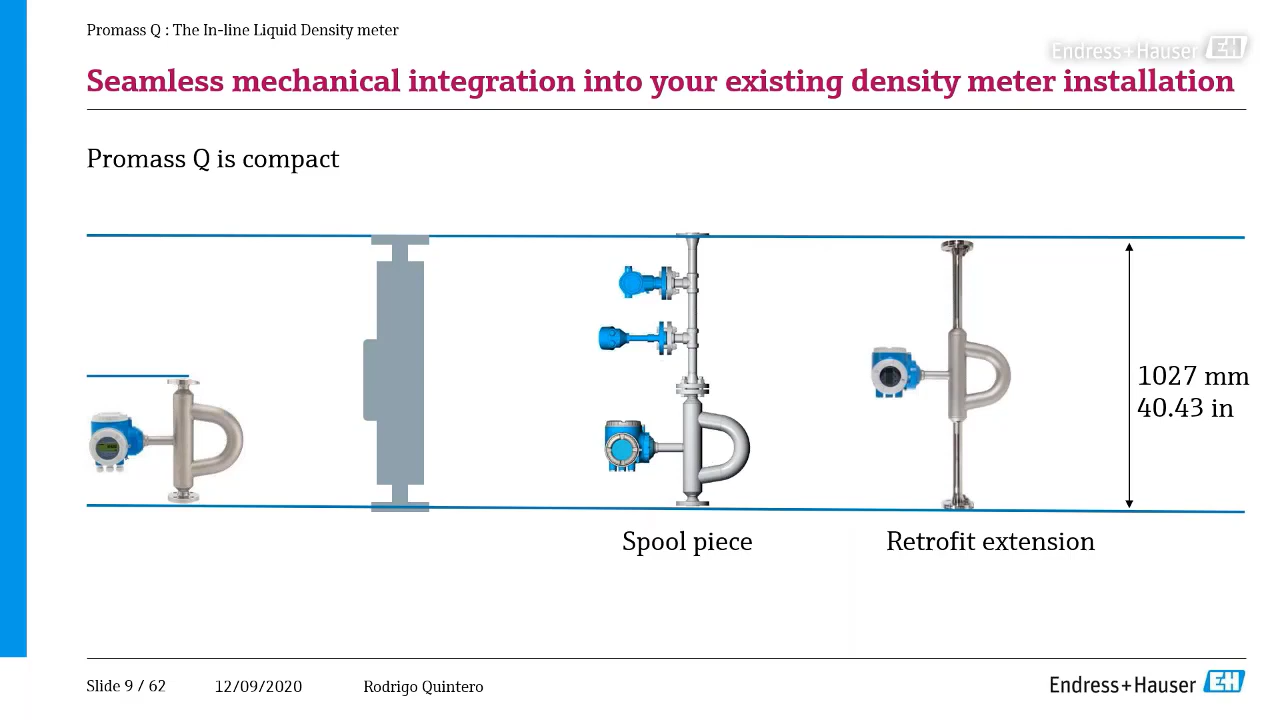 Promass Q : The In-line Liquid Density meter
Endress+Hauser EH
Seamless mechanical integration into your existing density meter installation
Promass Q is compact
1027 mm
40.43 in
Spool piece
Retrofit extension
Slide 9 / 62
12/09/2020
Rodrigo Quintero
Endress+Hauser EH